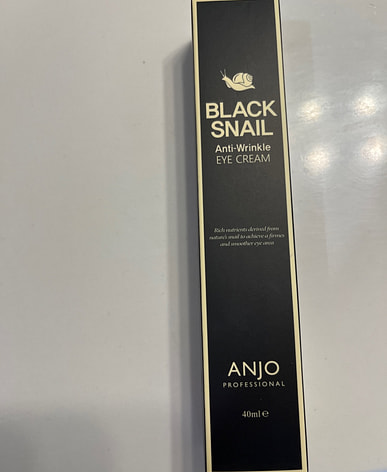 BLACK
SNAIL
Anti-Wrinkle
EYE CREAM
Rich nutrients derived from
nature's snail to achieve a firmer
and smoother eye area
ANJO
PROFESSIONAL
40ml ℮